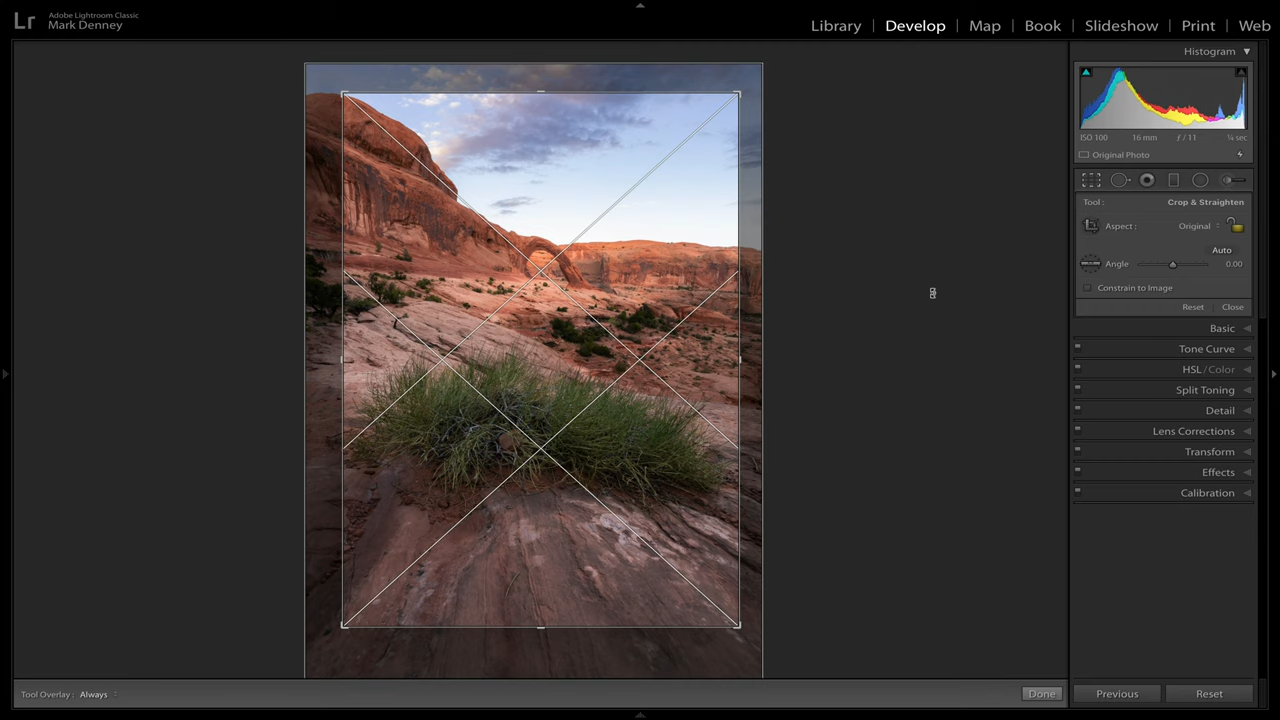 Lr
Adobe Lightroom Classic
Mark Denney
Library | Develop | Map | Book | Slideshow | Print | Web
Histogram
ISO 100 16 mm ƒ / 11 ¼ sec
Original Photo
Tool : Crop & Straighten
Aspect : Original
Auto
Angle 0.00
Constrain to Image
Reset Close
Basic
Tone Curve
HSL / Color
Split Toning
Detail
Lens Corrections
Transform
Effects
Calibration
Tool Overlay : Always
Done
Previous Reset